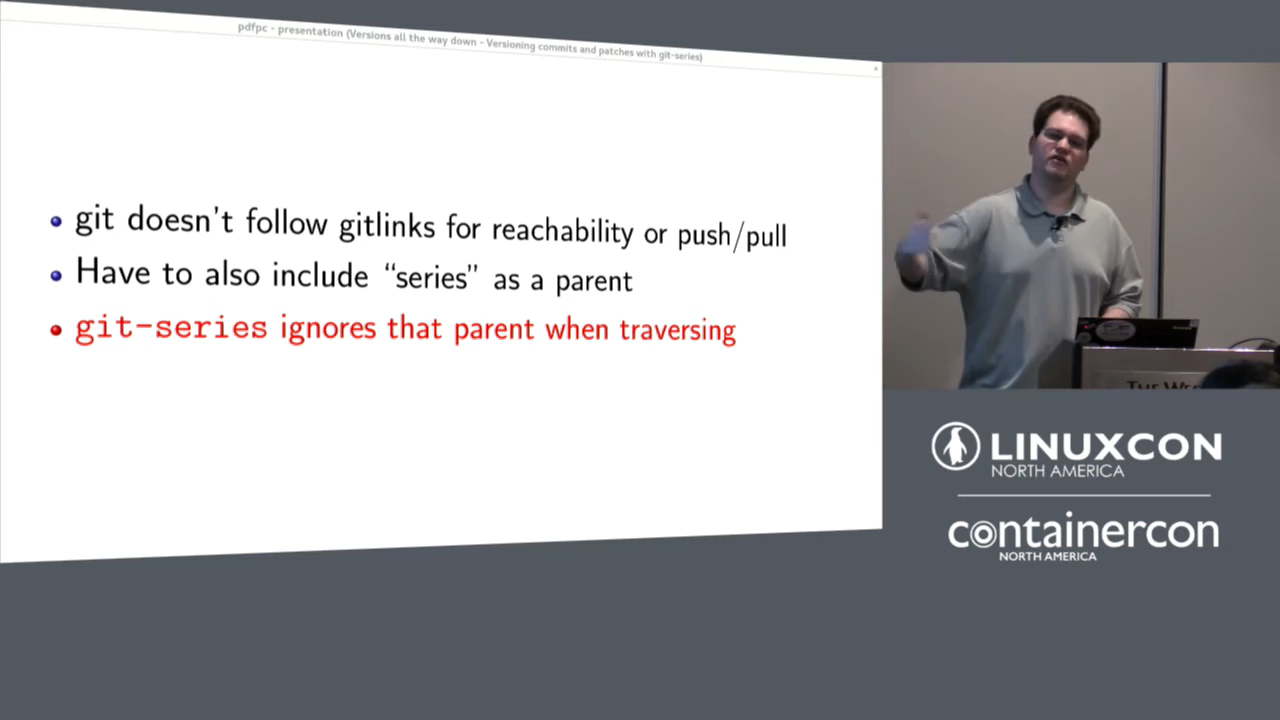 pdfpc - presentation (Versions all the way down - Versioning commits and patches with git-series)
git doesn't follow gitlinks for reachability or push/pull
Have to also include “series” as a parent
git-series ignores that parent when traversing
LINUXCON
NORTH AMERICA
containercon
NORTH AMERICA
THE